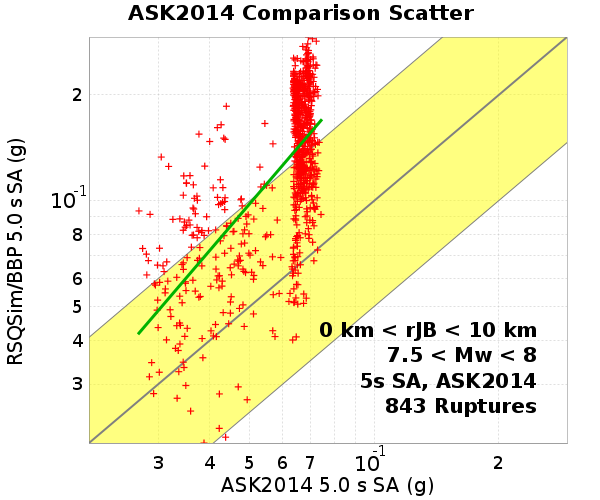 ASK2014 Comparison Scatter
RSQSim/BBP 5.0 s SA (g)
2
10⁻¹
8
6
5
4
3
0 km < rJB < 10 km
7.5 < Mw < 8
5s SA, ASK2014
843 Ruptures
3 4 5 6 7 10⁻¹ 2
ASK2014 5.0 s SA (g)